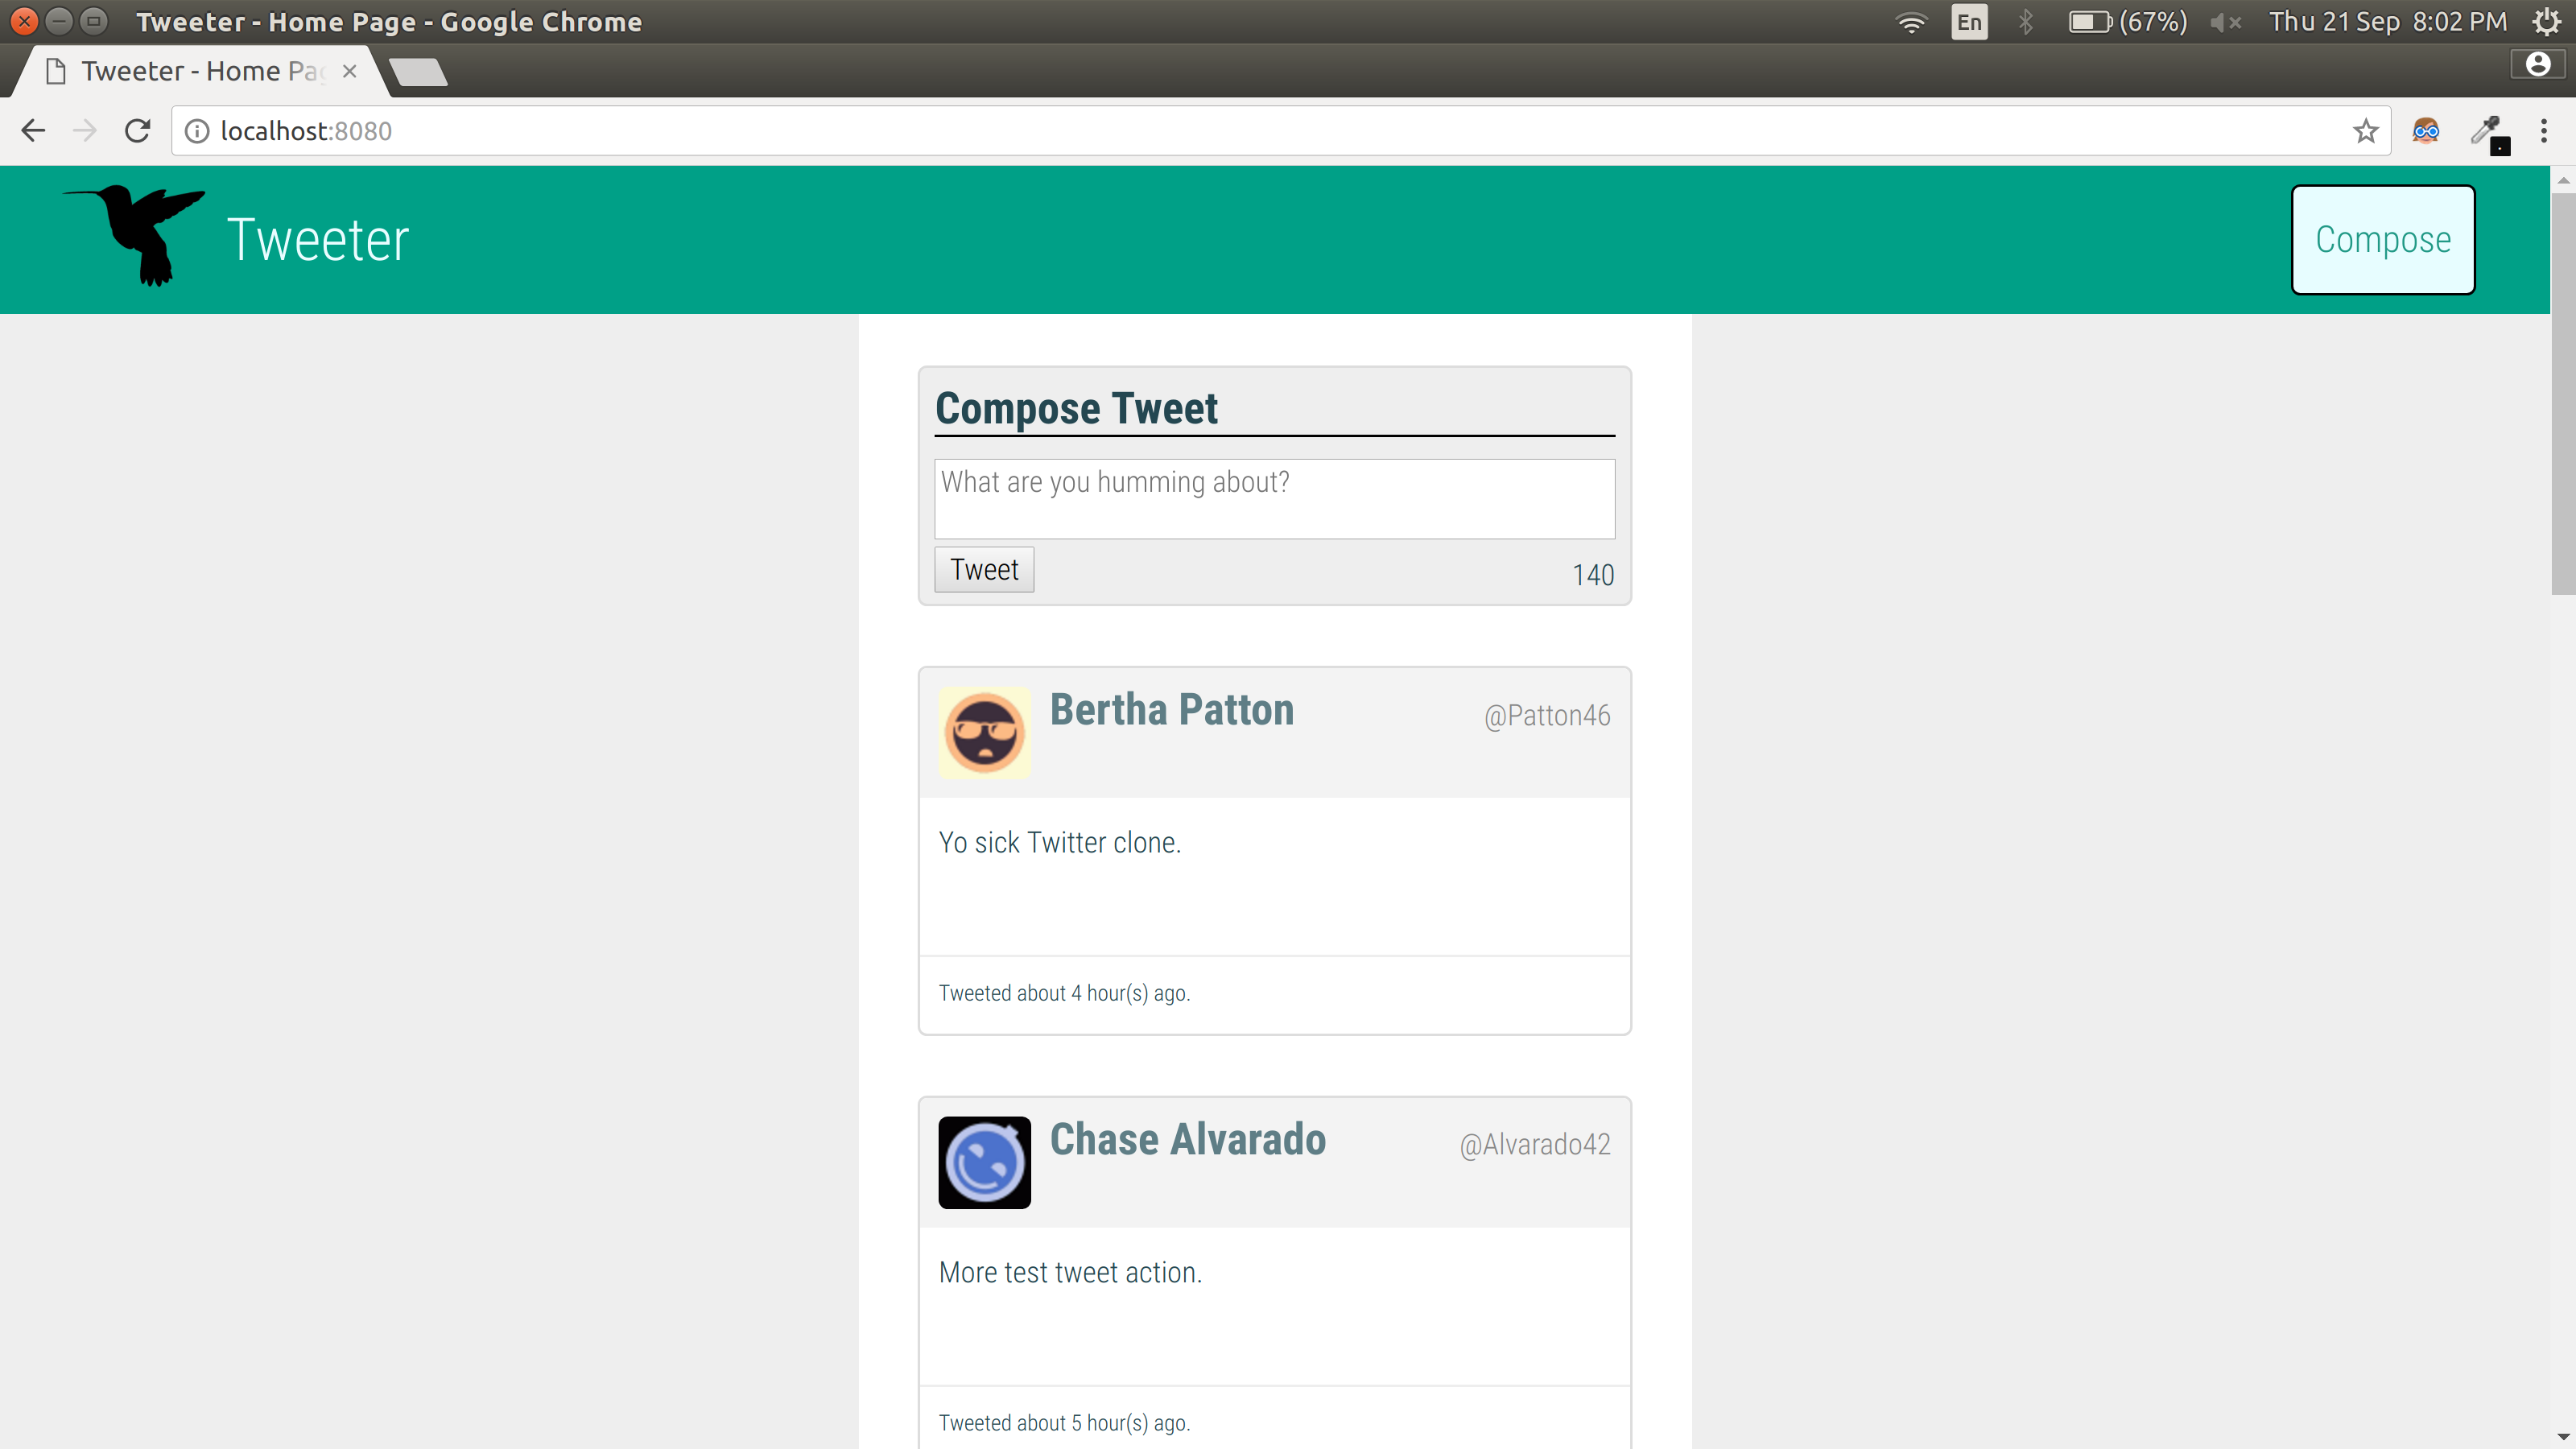 Tweeter - Home Page - Google Chrome
En
(67%)
Thu 21 Sep 8:02 PM
Tweeter - Home Pag
localhost:8080
Tweeter
Compose
Compose Tweet
What are you humming about?
Tweet
140
Bertha Patton
@Patton46
Yo sick Twitter clone.
Tweeted about 4 hour(s) ago.
Chase Alvarado
@Alvarado42
More test tweet action.
Tweeted about 5 hour(s) ago.